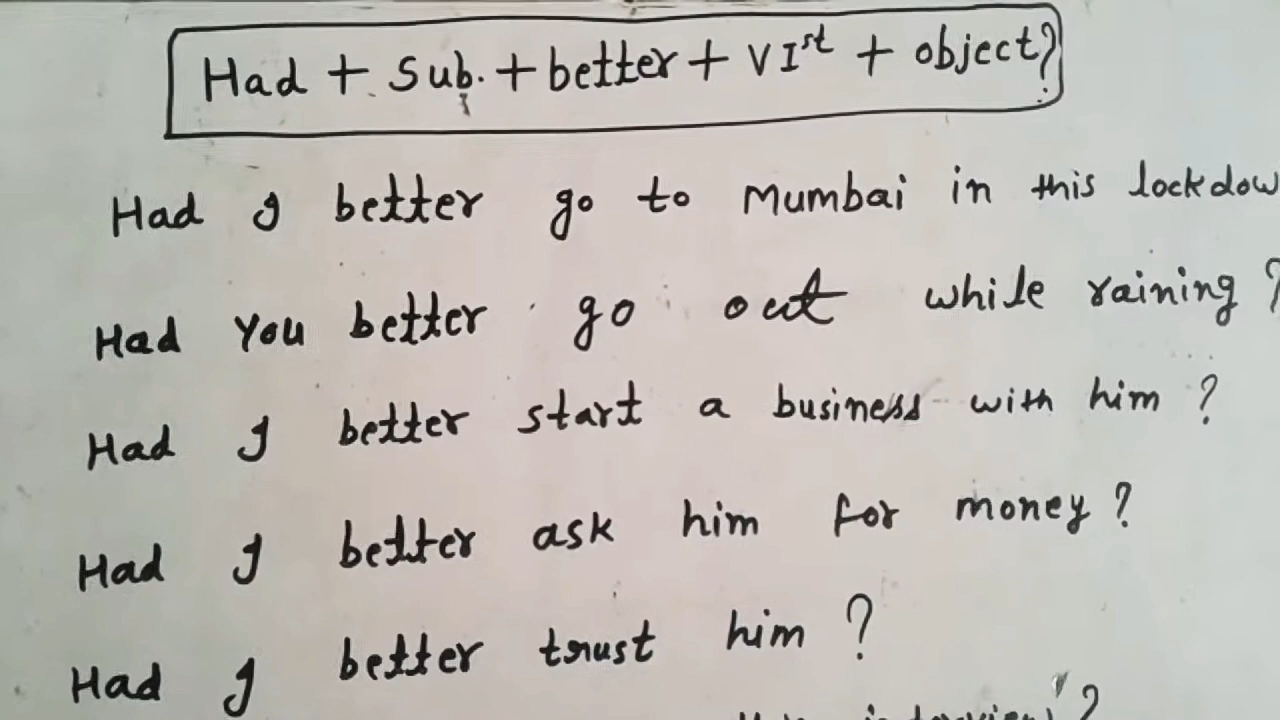 Had + Sub. + better + VIst + object?
Had I better go to Mumbai in this lockdow
Had You better go out while raining ?
Had I better start a business with him ?
Had I better ask him for money ?
Had I better trust him ?
?